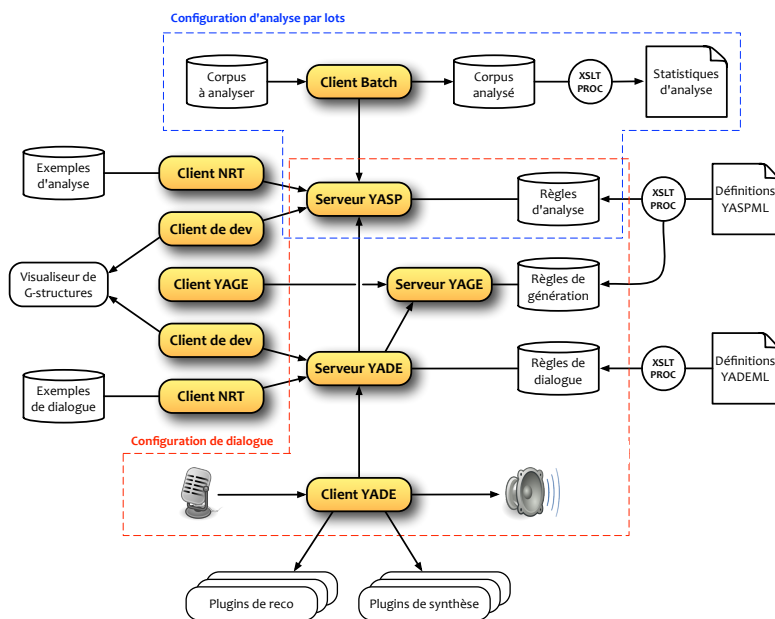 Configuration d'analyse par lots
Corpus
à analyser
Client Batch
Corpus
analysé
XSLT
PROC
Statistiques
d'analyse
Exemples
d'analyse
Client NRT
Serveur YASP
Règles
d'analyse
XSLT
PROC
Définitions
YASPML
Client de dev
Visualiseur de
G-structures
Client YAGE
Serveur YAGE
Règles de
génération
Client de dev
Serveur YADE
Règles de
dialogue
XSLT
PROC
Définitions
YADEML
Exemples
de dialogue
Client NRT
Configuration de dialogue
Client YADE
Plugins de reco
Plugins de synthèse